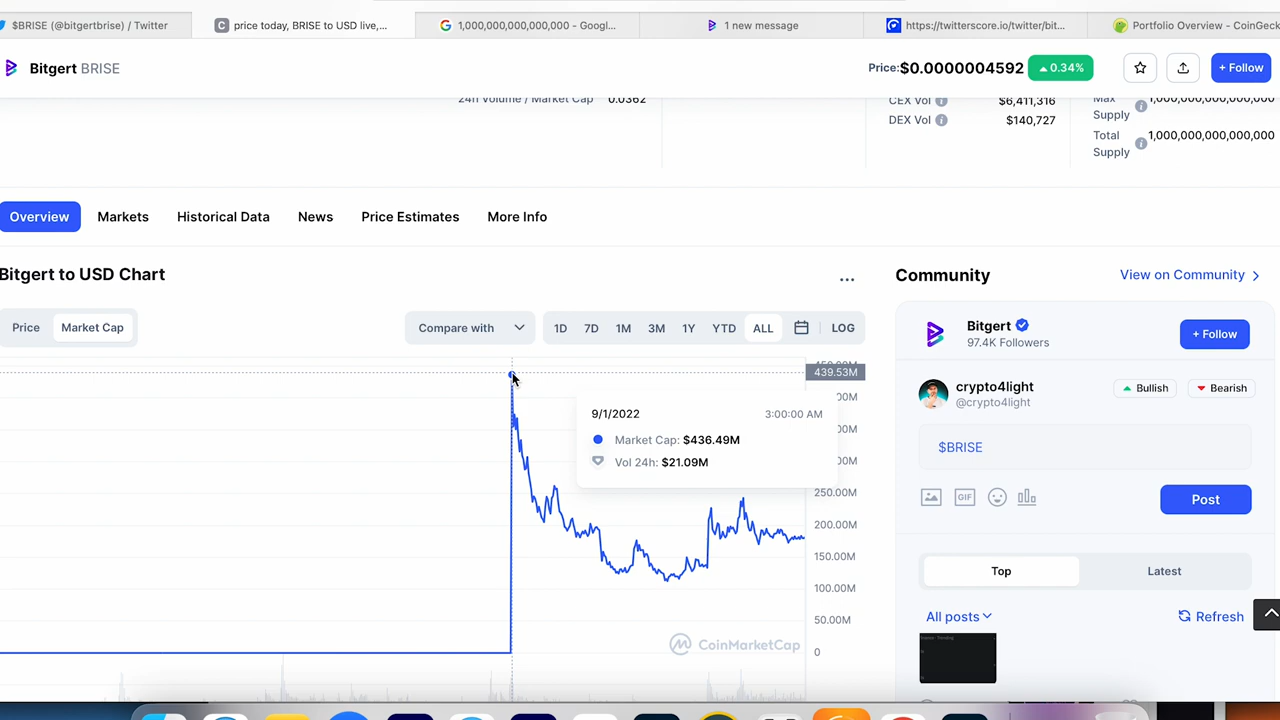 $BRISE (@bitgertbrise) / Twitter
price today, BRISE to USD live,...
1,000,000,000,000,000 - Googl...
1 new message
https://twitterscore.io/twitter/bit...
Portfolio Overview - CoinGeck
Bitgert BRISE
Price:$0.0000004592
0.34%
+ Follow
24h Volume / Market Cap 0.0362
CEX Vol $6,411,316
DEX Vol $140,727
Max Supply 1,000,000,000,000,000
Total Supply 1,000,000,000,000,000
Overview
Markets
Historical Data
News
Price Estimates
More Info
Bitgert to USD Chart
...
Price
Market Cap
Compare with
1D
7D
1M
3M
1Y
YTD
ALL
LOG
439.53M
9/1/2022 3:00:00 AM
Market Cap: $436.49M
Vol 24h: $21.09M
250.00M
200.00M
150.00M
100.00M
50.00M
0
CoinMarketCap
Community
View on Community
Bitgert
97.4K Followers
+ Follow
crypto4light
@crypto4light
Bullish
Bearish
$BRISE
GIF
Post
Top
Latest
All posts
Refresh